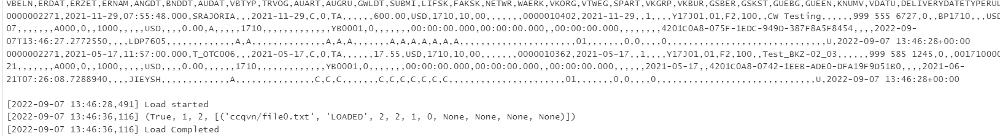 VBELN,ERDAT,ERZET,ERNAM,ANGDT,BNDDT,AUDAT,VBTYP,TRVOG,AUART,AUGRU,GWLDT,SUBMI,LIFSK,FAKSK,NETWR,WAERK,VKORG,VTWEG,SPART,VKGRP,VKBUR,GSBER,GSKST,GUEBG,GUEEN,KNUMV,VDATU,DELIVERYDATETYPERUL
0000002271,2021-11-29,07:55:48.000,SRAJORIA,,,2021-11-29,C,0,TA,,,,,,600.00,USD,1710,10,00,,,,,,,0000010402,2021-11-29,,1,,,,Y17J01,01,F2,100,,CW Testing,,,,,,999 555 6727,0,,BP1710,,,USD
07,,,,,,,A000,0,,1000,,,,,USD,,,,0.00,A,,,,,1710,,,,,,,,,,,,,YB0001,0,,,,,,,00:00:00.000,00:00:00.000,,00:00:00.000,,,,,,,,4201C0A8-075F-1EDC-949D-387F8A5F8454,,,,2022-09-
07T13:46:27.2772550,,,,LDP7605,,,,,,,,,,,,,A,A,,,,,,,,,,,,,,A,A,A,,,,,,,A,A,A,A,A,A,,,,,,,,,,,,,,,,,,,,,,01,,,,,,,0,0,,,,0,,,,,,,,,,,,,,,,,,,,,,,,,,,,,U,2022-09-07 13:46:28+00:00
0000002271,2021-05-17,11:57:00.000,T_OTC006,,,2021-05-17,C,0,TA,,,,,,17.55,USD,1710,10,00,,,,,,,0000010362,2021-05-17,,1,,,,Y17J01,01,F2,100,,Test_BKZ-02_03,,,,,,999 585 1245,0,,001710000
21,,,,,,,A000,0,,1000,,,,,USD,,,,0.00,,,,,,1710,,,,,,,,,,,,,YB0001,0,,,,,,,00:00:00.000,00:00:00.000,,00:00:00.000,,,,,,2021-05-17,,4201C0A8-0742-1EEB-ADE0-DFA19F9D51B0,,,,2021-06-
21T07:26:08.7288940,,,,JIEYSH,,,,,,,,,,,,,A,,,,,,,,,,,,,,,C,C,C,,,,,,,C,C,C,C,C,C,,,,,,,,,,,,,,,,,,,,,,01,,,,,,,0,0,,,,0,,,,,,,,,,,,,,,,,,,,,,,,,,,,,U,2022-09-07 13:46:28+00:00
[2022-09-07 13:46:28,491] Load started
[2022-09-07 13:46:36,116] (True, 1, 2, [('ccqvn/file0.txt', 'LOADED', 2, 2, 1, 0, None, None, None, None)])
[2022-09-07 13:46:36,116] Load Completed